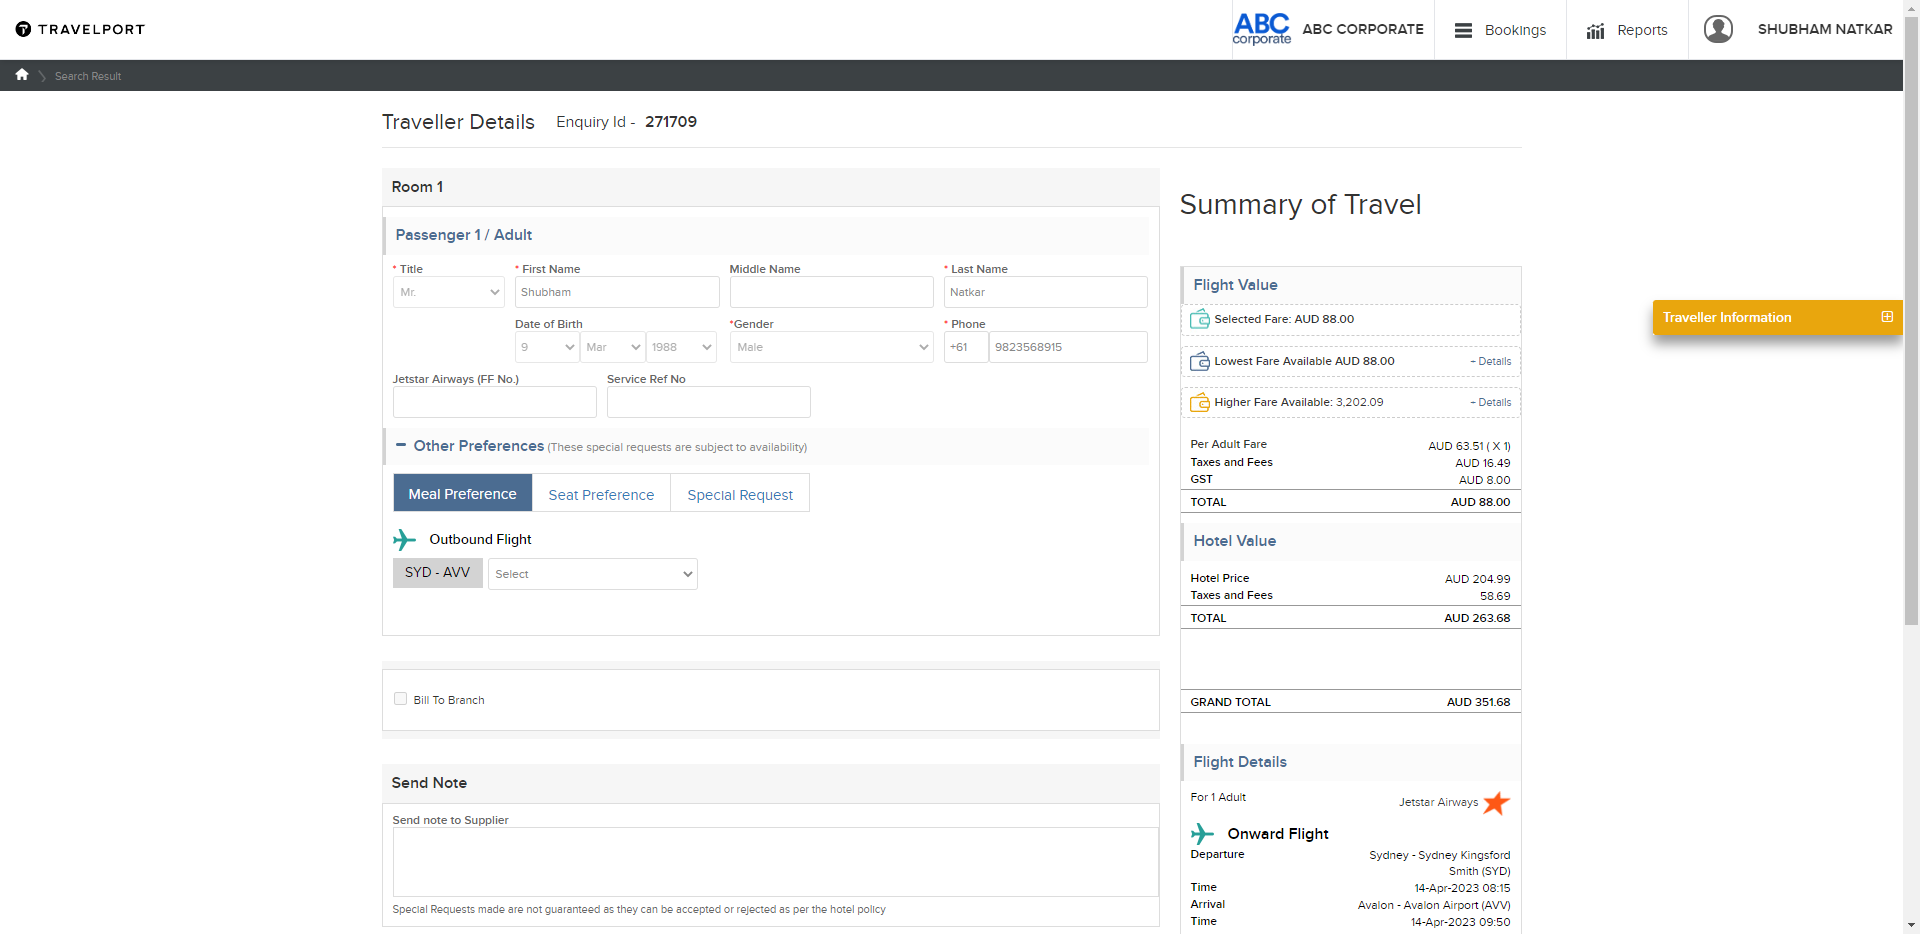 TRAVELPORT
ABC corporate
ABC CORPORATE
Bookings
Reports
SHUBHAM NATKAR
Search Result
Traveller Details
Enquiry Id - 271709
Room 1
Passenger 1 / Adult
* Title
* First Name
Middle Name
* Last Name
Mr.
Shubham
Natkar
Date of Birth
*Gender
* Phone
9
Mar
1988
Male
+61
9823568915
Jetstar Airways (FF No.)
Service Ref No
Other Preferences (These special requests are subject to availability)
Meal Preference
Seat Preference
Special Request
Outbound Flight
SYD - AVV
Select
Bill To Branch
Send Note
Send note to Supplier
Special Requests made are not guaranteed as they can be accepted or rejected as per the hotel policy
Summary of Travel
Flight Value
Selected Fare: AUD 88.00
Lowest Fare Available AUD 88.00
+ Details
Higher Fare Available: 3,202.09
+ Details
Per Adult Fare AUD 63.51 ( X 1)
Taxes and Fees AUD 16.49
GST AUD 8.00
TOTAL AUD 88.00
Hotel Value
Hotel Price AUD 204.99
Taxes and Fees 58.69
TOTAL AUD 263.68
GRAND TOTAL AUD 351.68
Flight Details
For 1 Adult
Jetstar Airways
Onward Flight
Departure Sydney - Sydney Kingsford
Smith (SYD)
Time 14-Apr-2023 08:15
Arrival Avalon - Avalon Airport (AVV)
Time 14-Apr-2023 09:50
Traveller Information